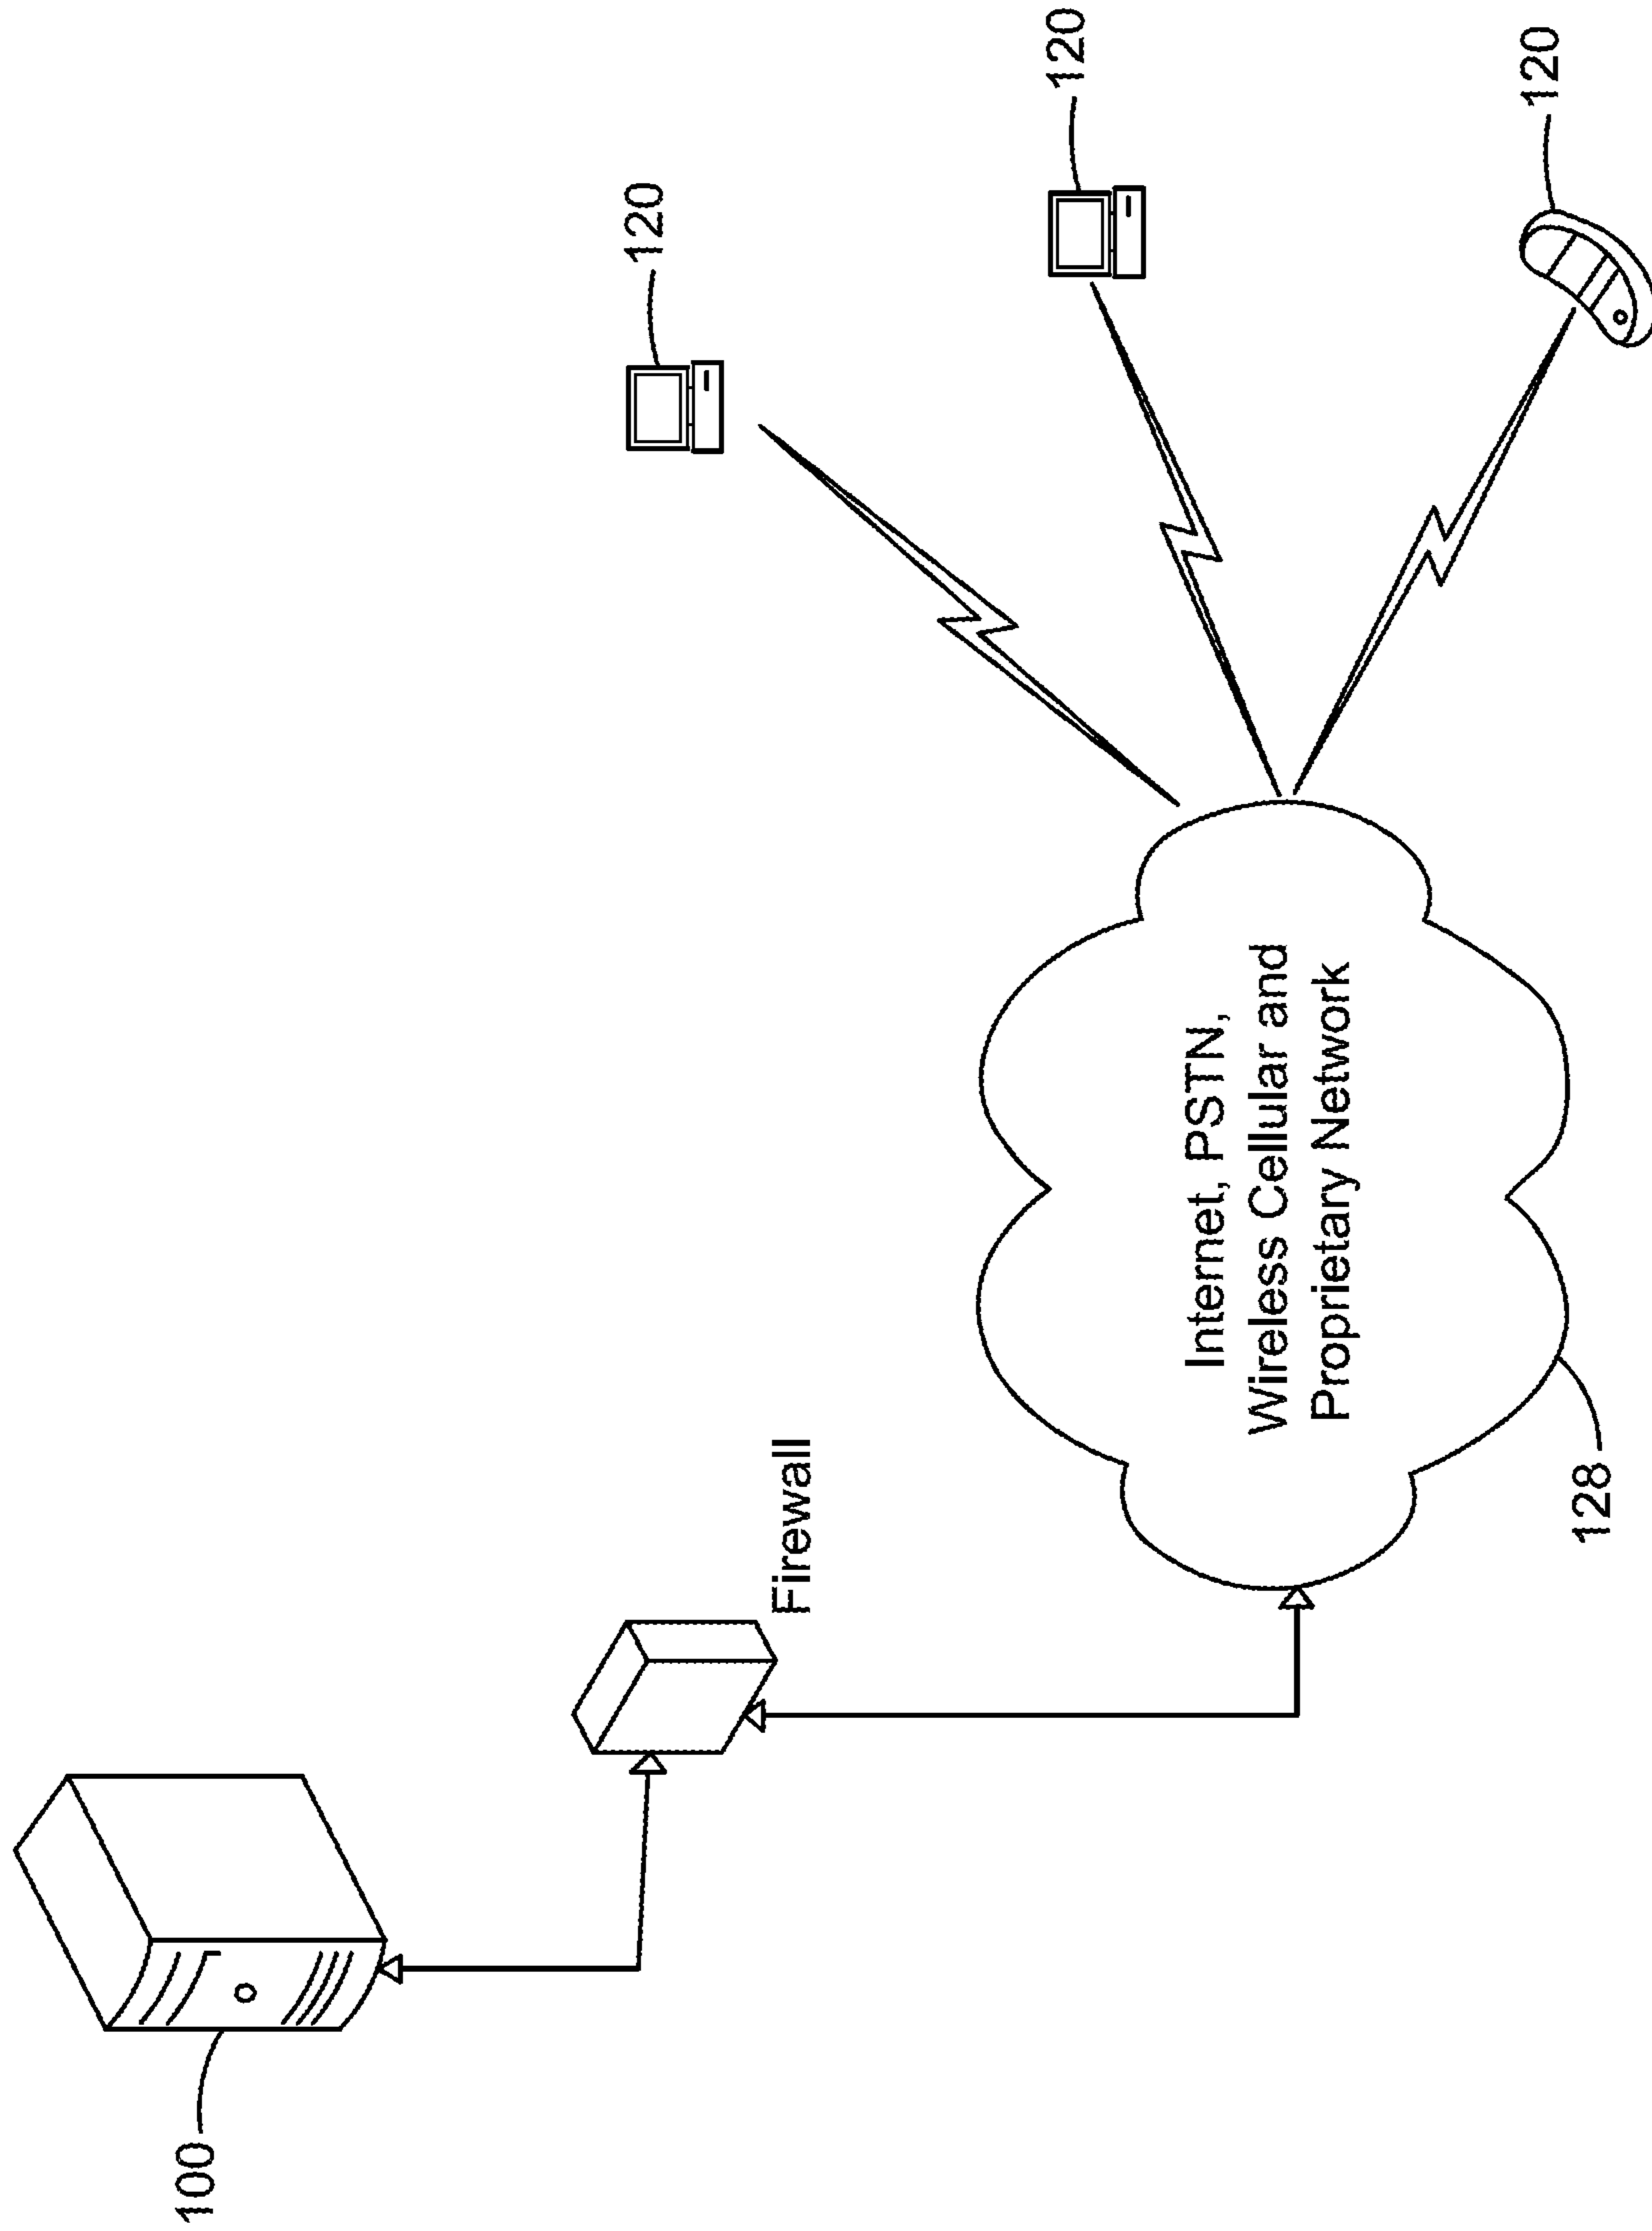 100
Firewall
Internet, PSTN,
Wireless Cellular and
Proprietary Network
128
120
120
120